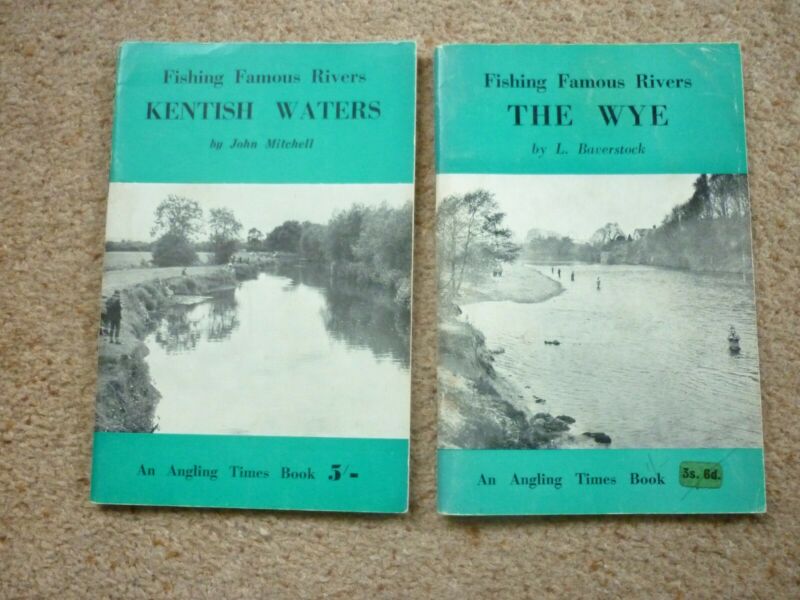 Fishing Famous Rivers
KENTISH WATERS
by John Mitchell
An Angling Times Book 5/-
Fishing Famous Rivers
THE WYE
by L. Baverstock
An Angling Times Book 3s. 6d.